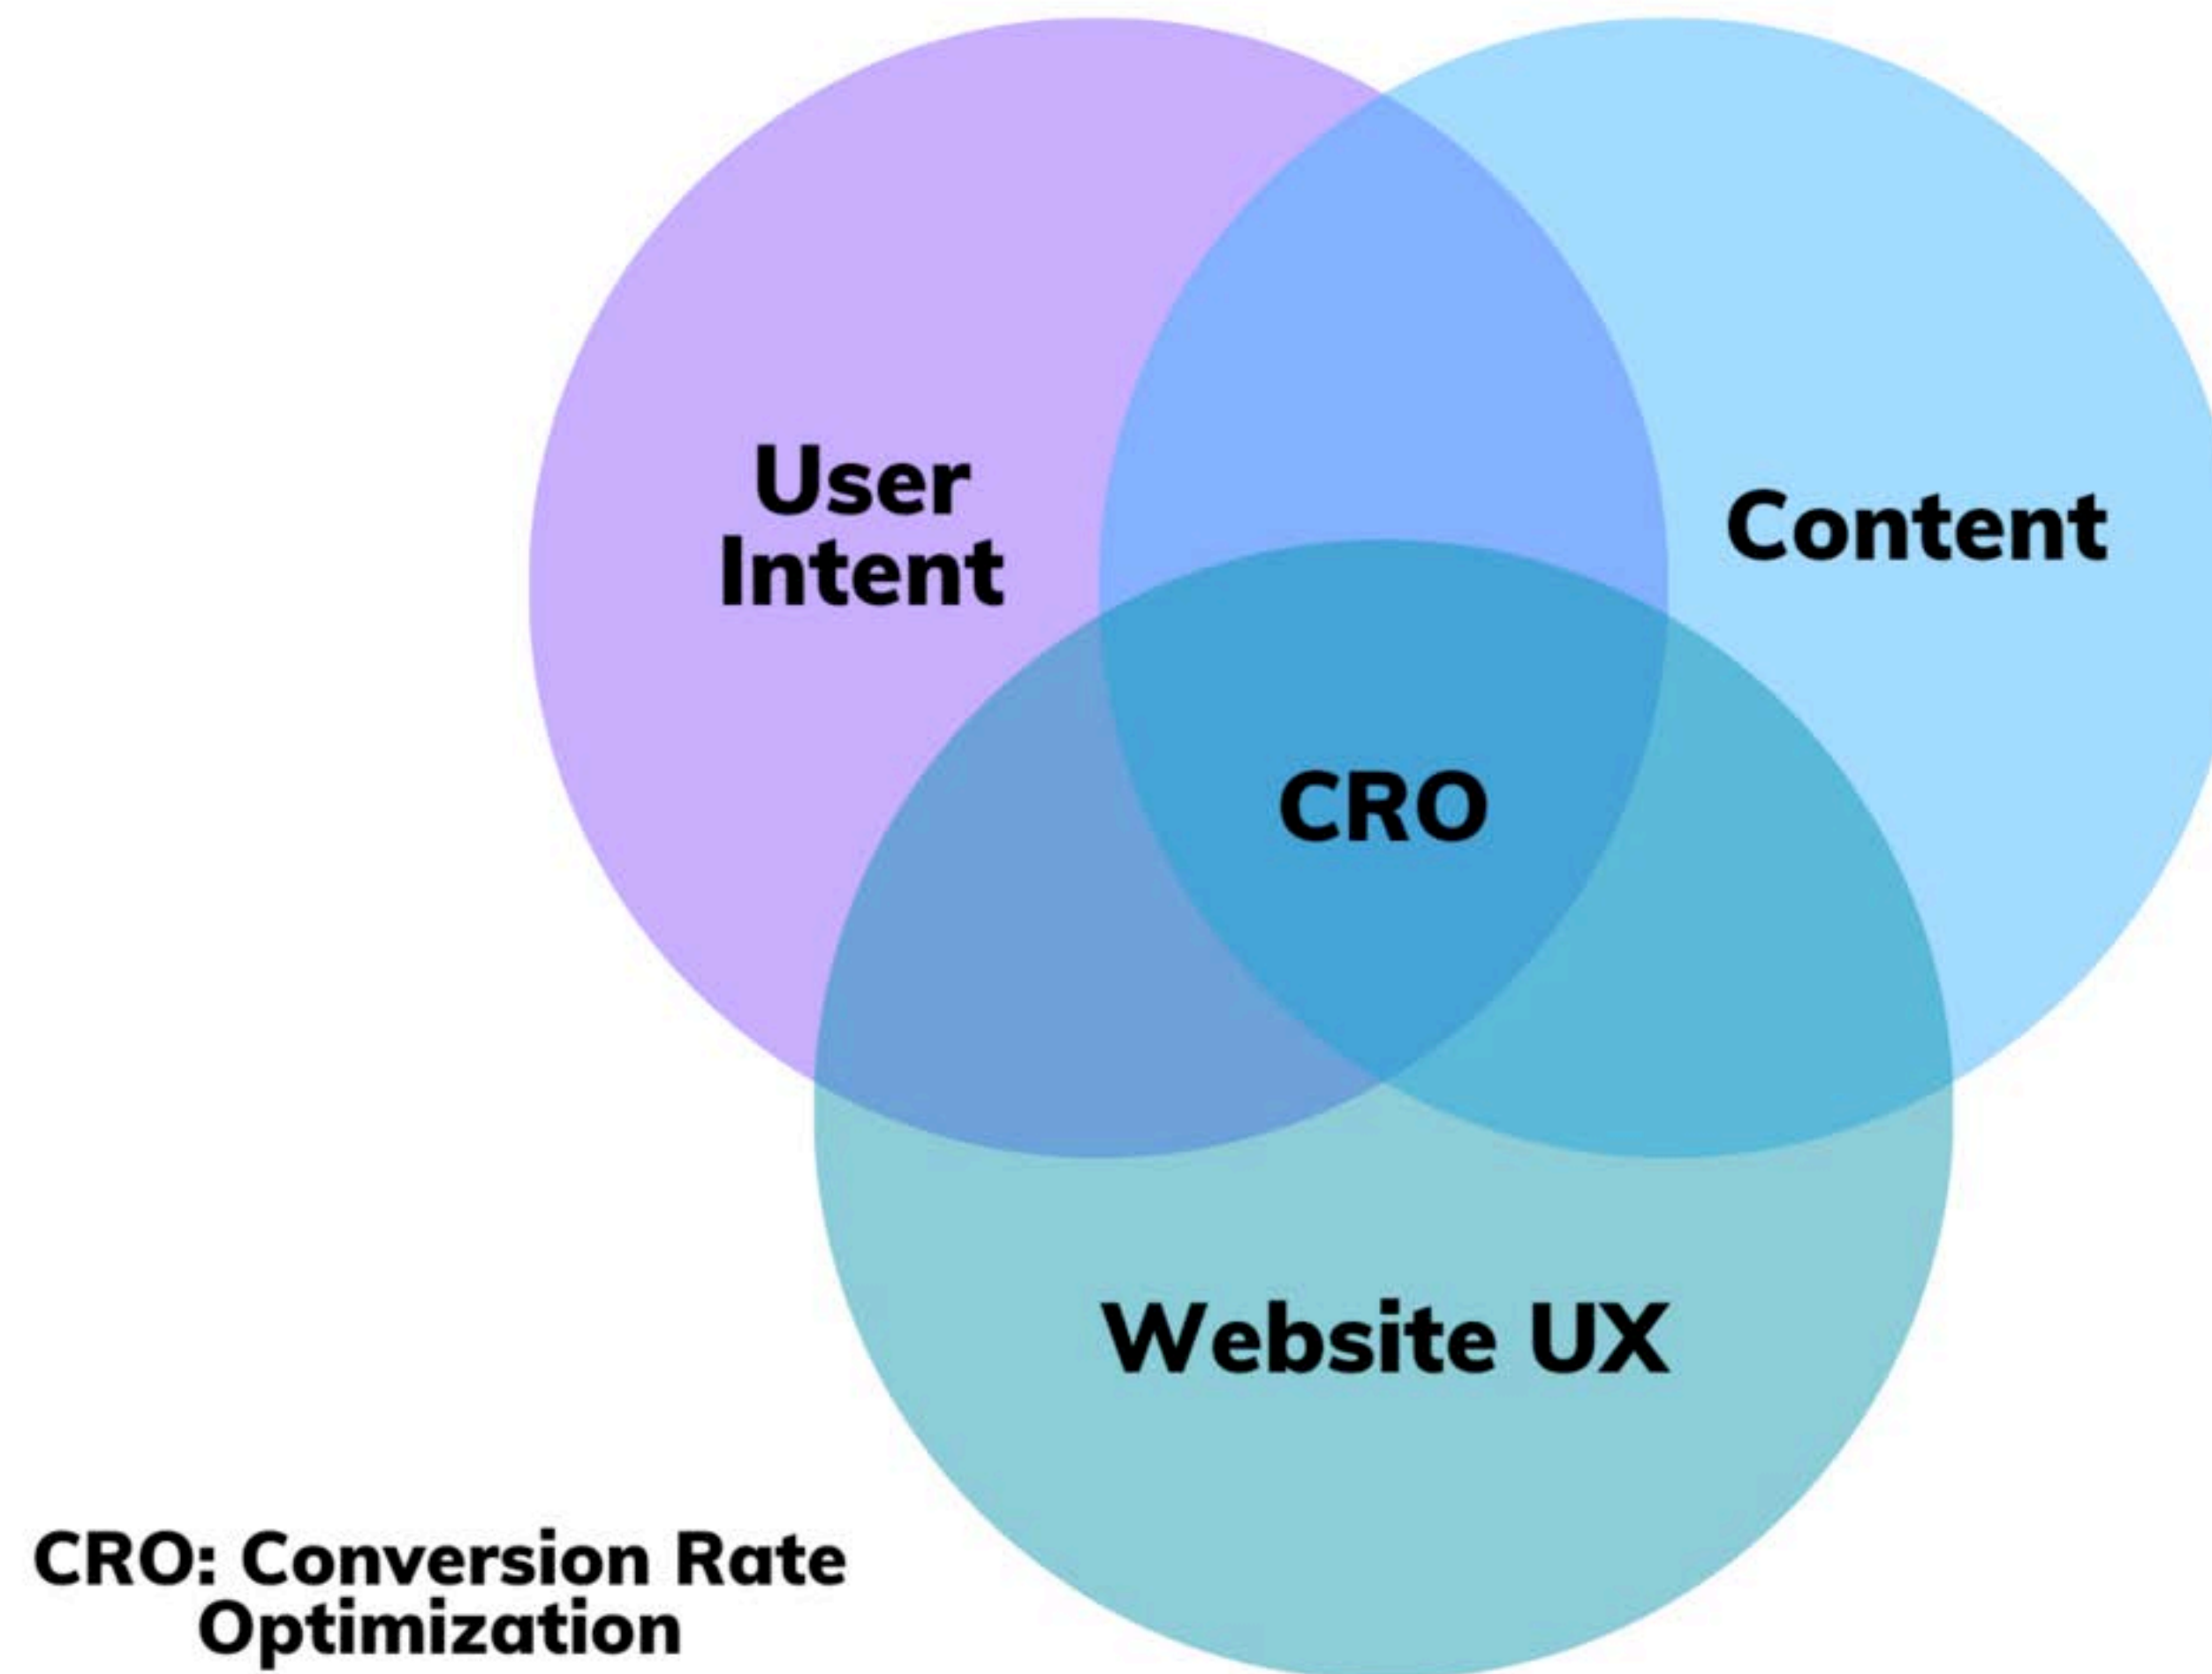 User
Intent
Content
CRO
Website UX
CRO: Conversion Rate
Optimization